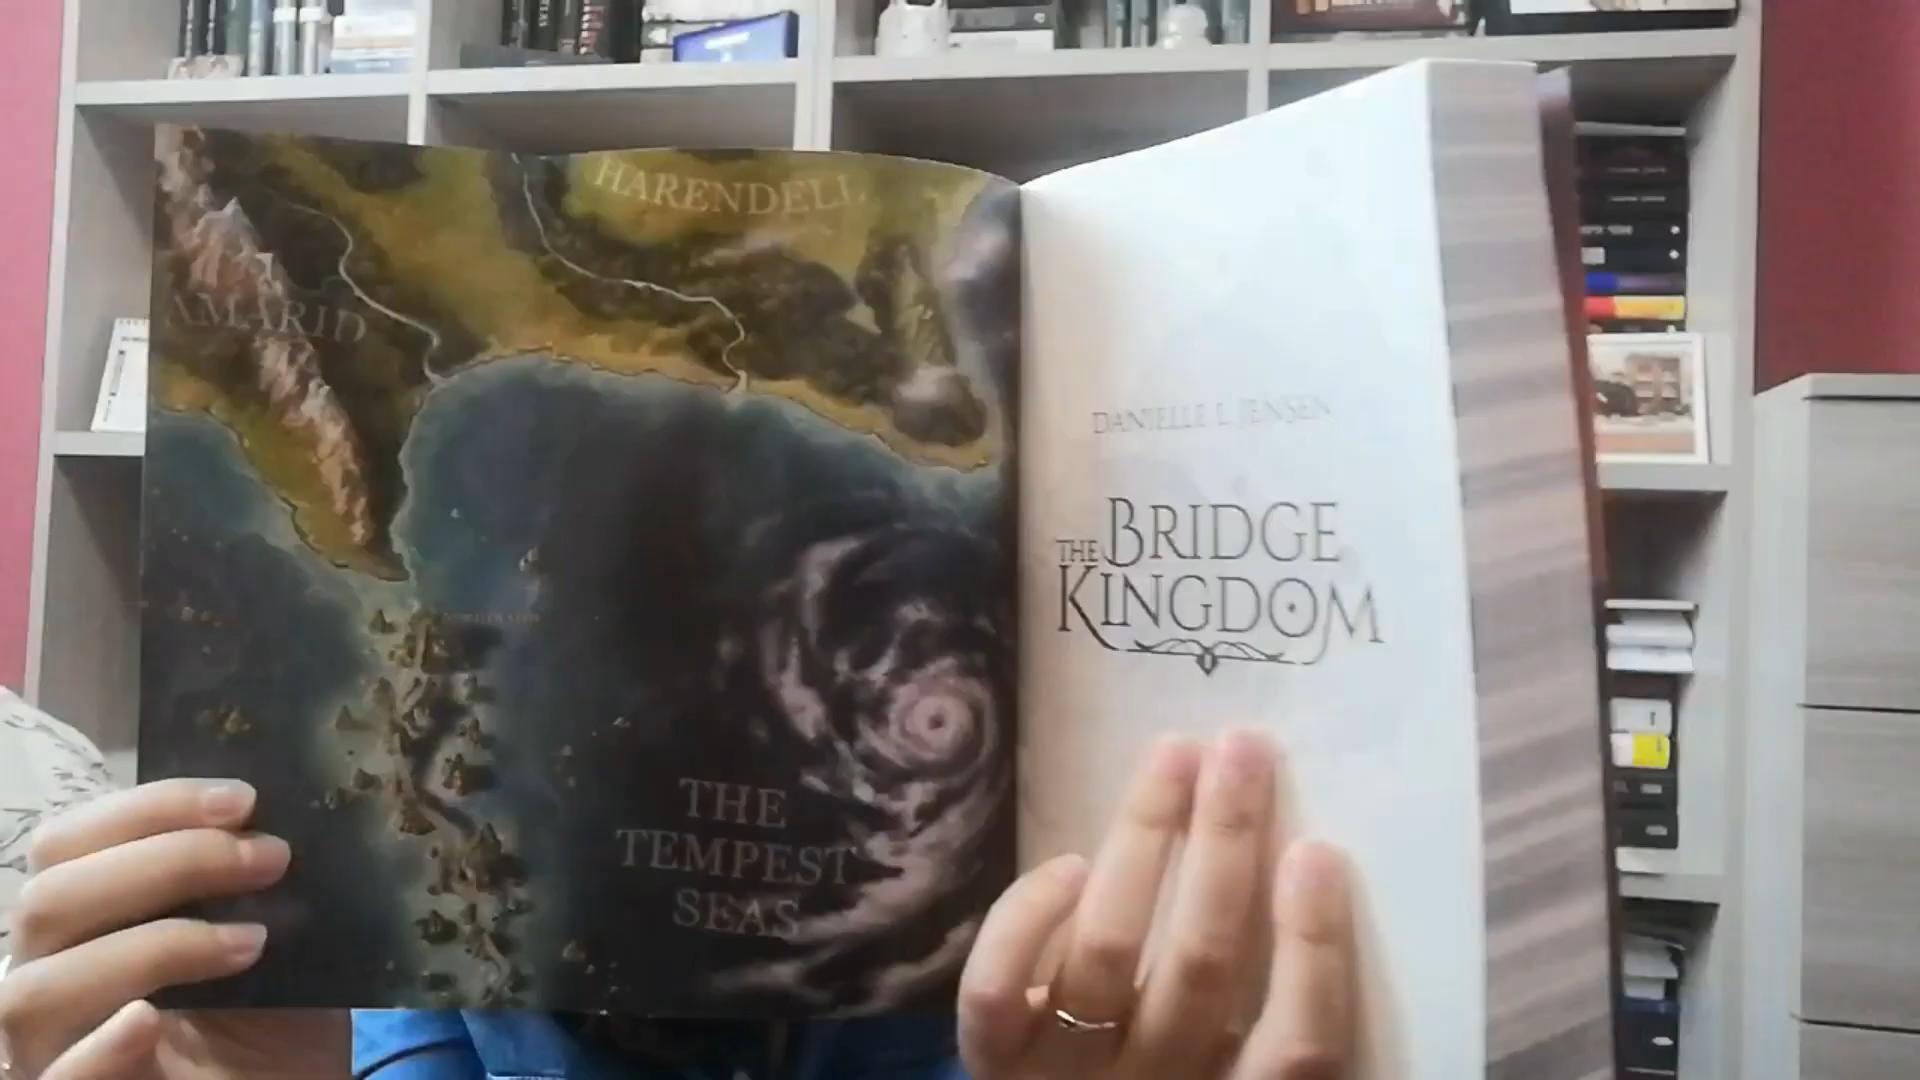 HARENDELL
AMARID
THE
TEMPEST
SEAS
DANIELLE L. JENSEN
THE BRIDGE
KINGDOM